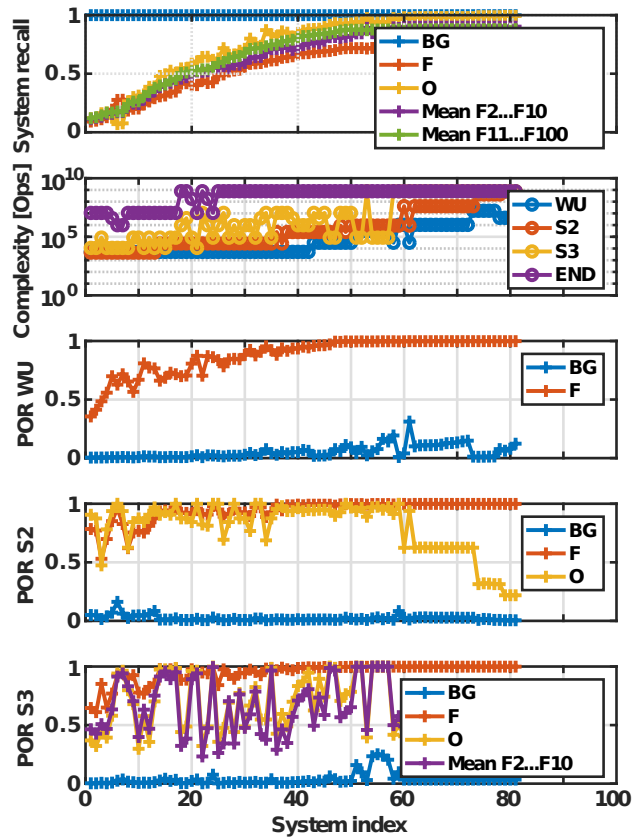 System recall
1
0.5
0
BG
F
O
Mean F2...F10
Mean F11...F100
Complexity [Ops]
10^10
10^5
10^0
WU
S2
S3
END
POR WU
1
0.5
0
BG
F
POR S2
1
0.5
0
BG
F
O
POR S3
1
0.5
0
BG
F
O
Mean F2...F10
0 20 40 60 80 100
System index